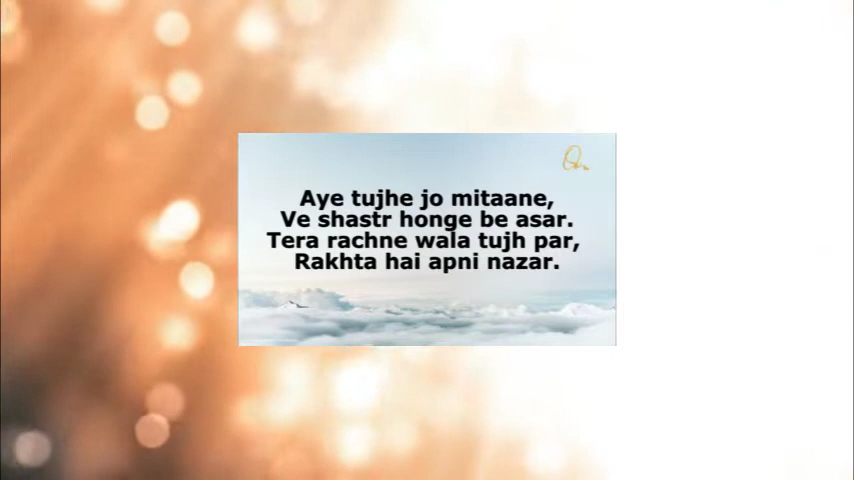 Aye tujhe jo mitaane,
Ve shastr honge be asar.
Tera rachne wala tujh par,
Rakhta hai apni nazar.